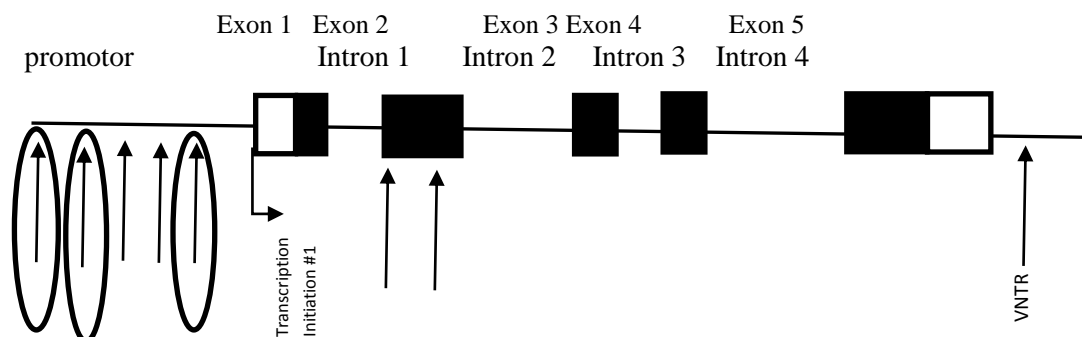 Exon 1 Exon 2 Exon 3 Exon 4 Exon 5
promotor Intron 1 Intron 2 Intron 3 Intron 4
Transcription
Initiation #1
VNTR